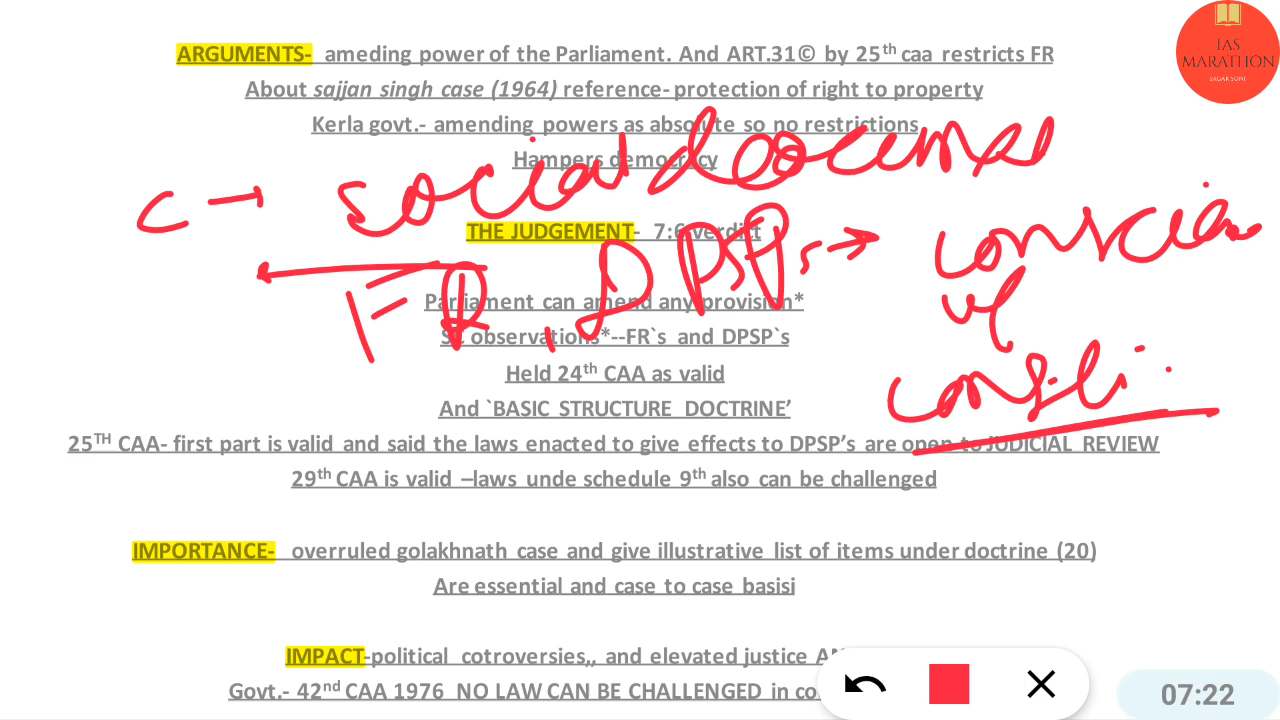 ARGUMENTS- ameding power of the Parliament. And ART.31© by 25th caa restricts FR
About sajjan singh case (1964) reference- protection of right to property
Kerla govt.- amending powers as absolute so no restrictions
Hampers democracy
C → social document
THE JUDGEMENT- 7:6 verdict
FR, DPSPs → conscience
of
consti.
Parliament can amend any provision*
SC observations*--FR`s and DPSP`s
Held 24th CAA as valid
And `BASIC STRUCTURE DOCTRINE’
25TH CAA- first part is valid and said the laws enacted to give effects to DPSP’s are open to JUDICIAL REVIEW
29th CAA is valid –laws unde schedule 9th also can be challenged
IMPORTANCE- overruled golakhnath case and give illustrative list of items under doctrine (20)
Are essential and case to case basisi
IMPACT-political cotroversies,, and elevated justice
Govt.- 42nd CAA 1976 NO LAW CAN BE CHALLENGED in
IAS
MARATHON
SAGAR SONI
07:22